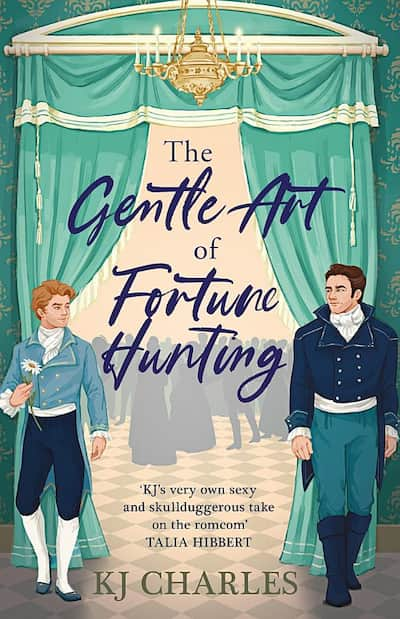 The
Gentle Art
of
Fortune
Hunting
‘KJ’s very own sexy
and skullduggerous take
on the romcom’
TALIA HIBBERT
KJ CHARLES